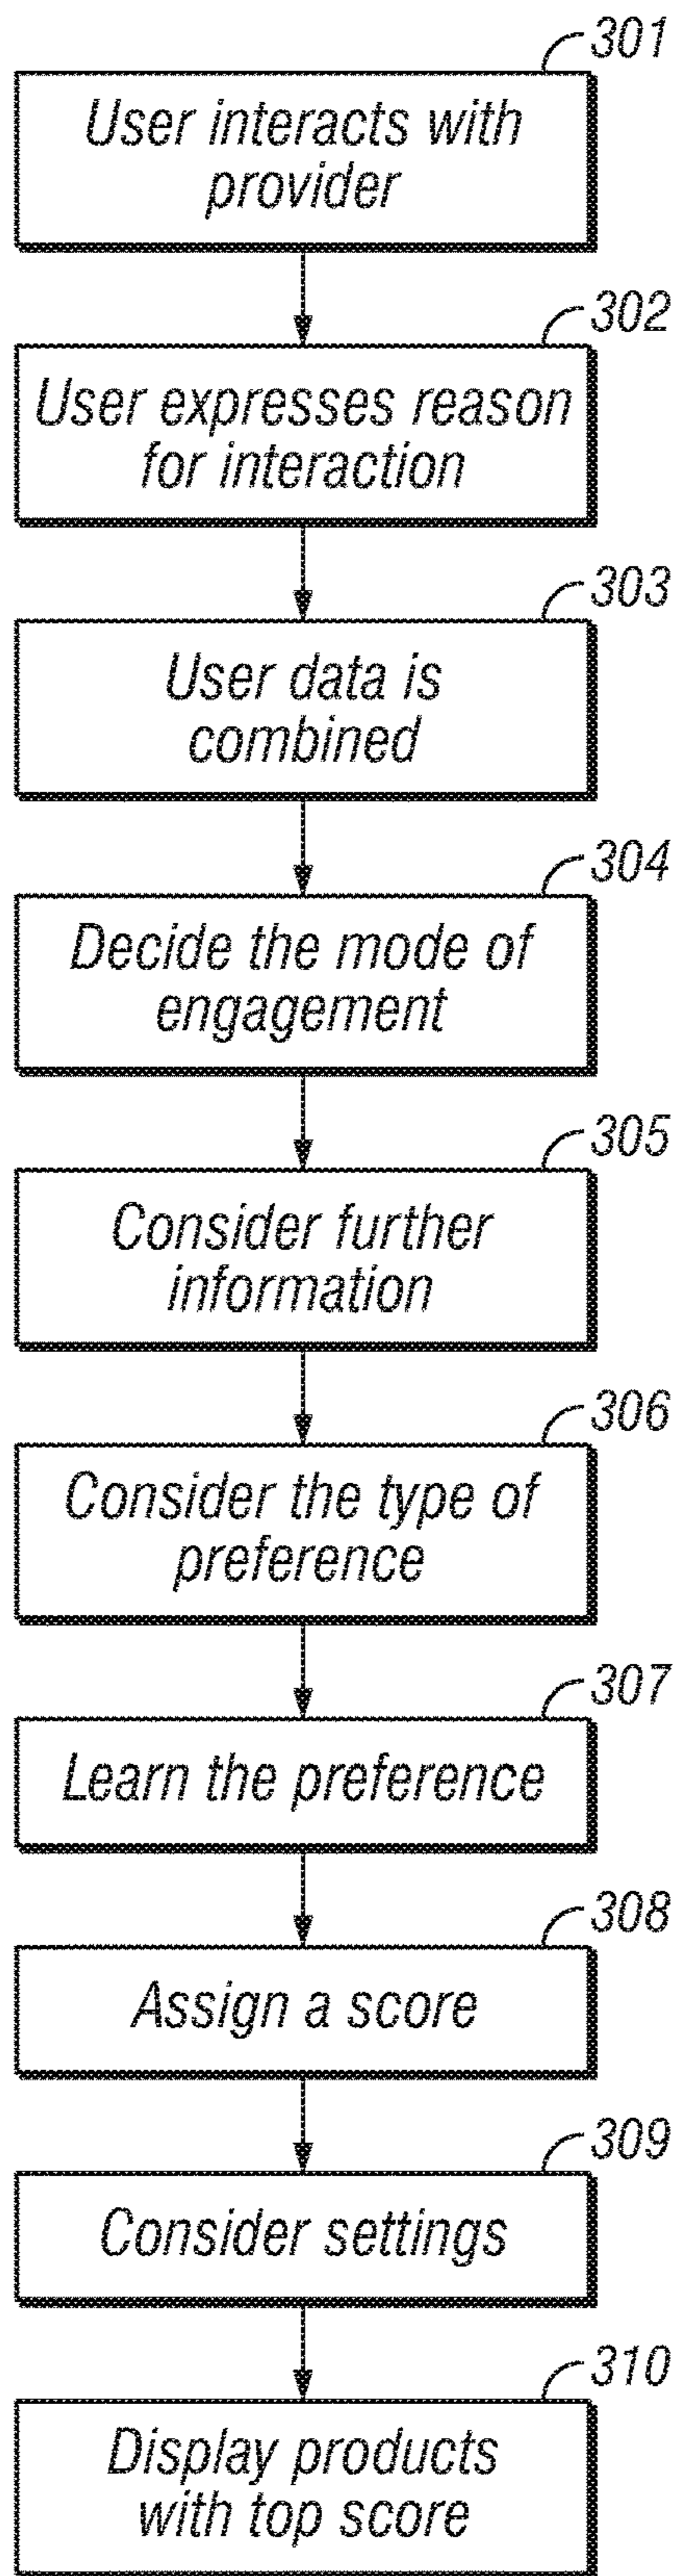 301
User interacts with
provider
302
User expresses reason
for interaction
303
User data is
combined
304
Decide the mode of
engagement
305
Consider further
information
306
Consider the type of
preference
307
Learn the preference
308
Assign a score
309
Consider settings
310
Display products
with top score